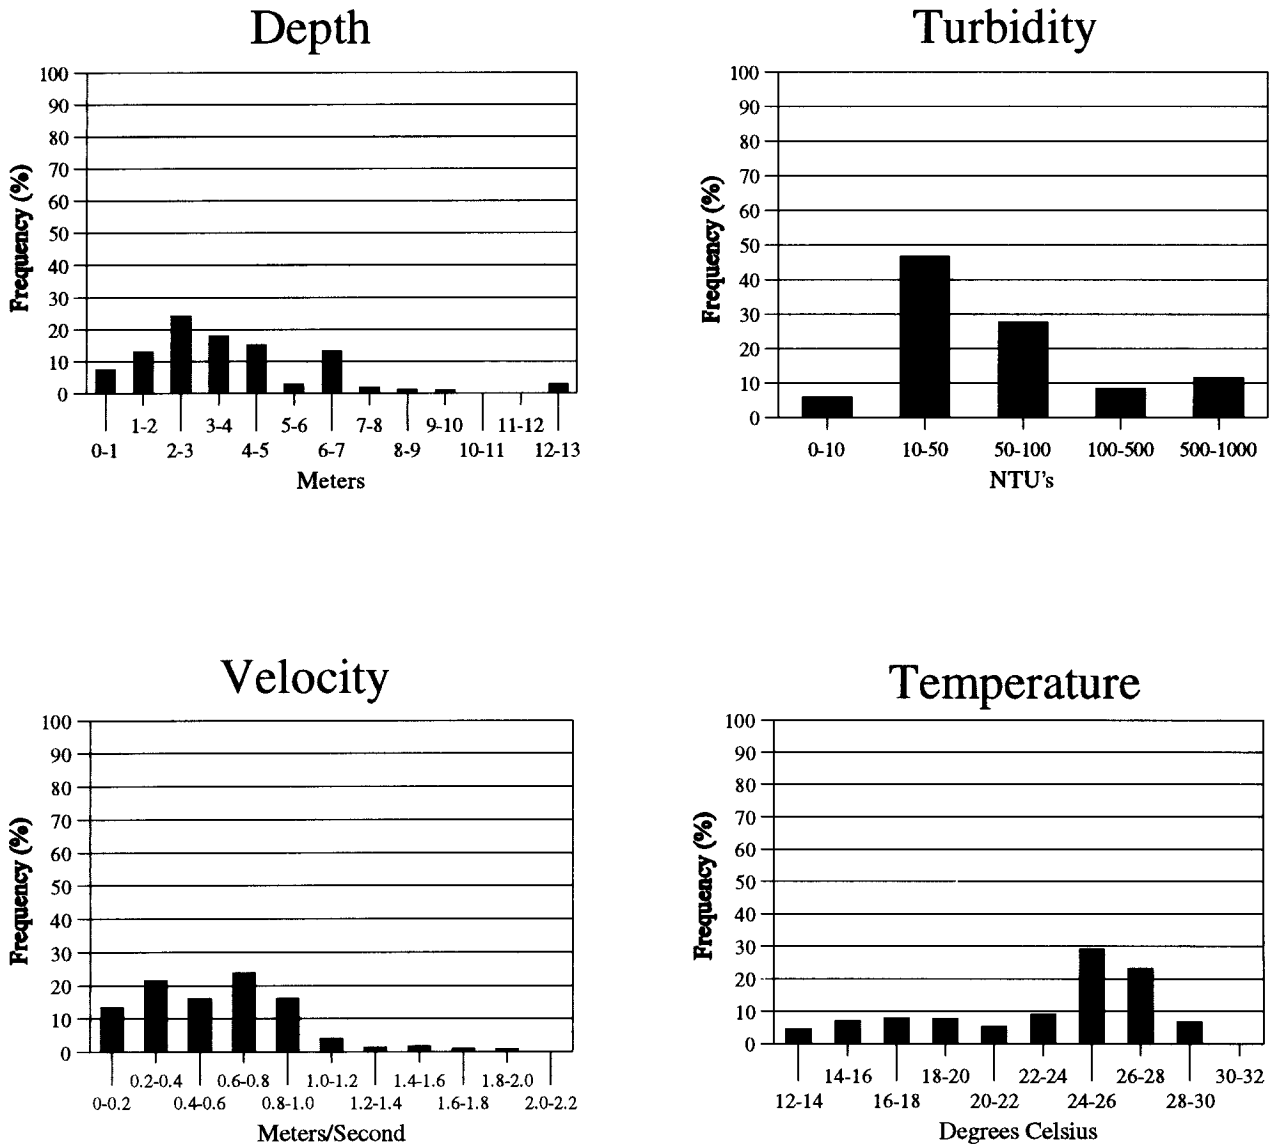 Depth
Frequency (%)
100
90
80
70
60
50
40
30
20
10
0
1-2 3-4 5-6 7-8 9-10 11-12
0-1 2-3 4-5 6-7 8-9 10-11 12-13
Meters
Turbidity
Frequency (%)
100
90
80
70
60
50
40
30
20
10
0
0-10 10-50 50-100 100-500 500-1000
NTU's
Velocity
Frequency (%)
100
90
80
70
60
50
40
30
20
10
0
0.2-0.4 0.6-0.8 1.0-1.2 1.4-1.6 1.8-2.0
0-0.2 0.4-0.6 0.8-1.0 1.2-1.4 1.6-1.8 2.0-2.2
Meters/Second
Temperature
Frequency (%)
100
90
80
70
60
50
40
30
20
10
0
14-16 18-20 22-24 26-28 30-32
12-14 16-18 20-22 24-26 28-30
Degrees Celsius